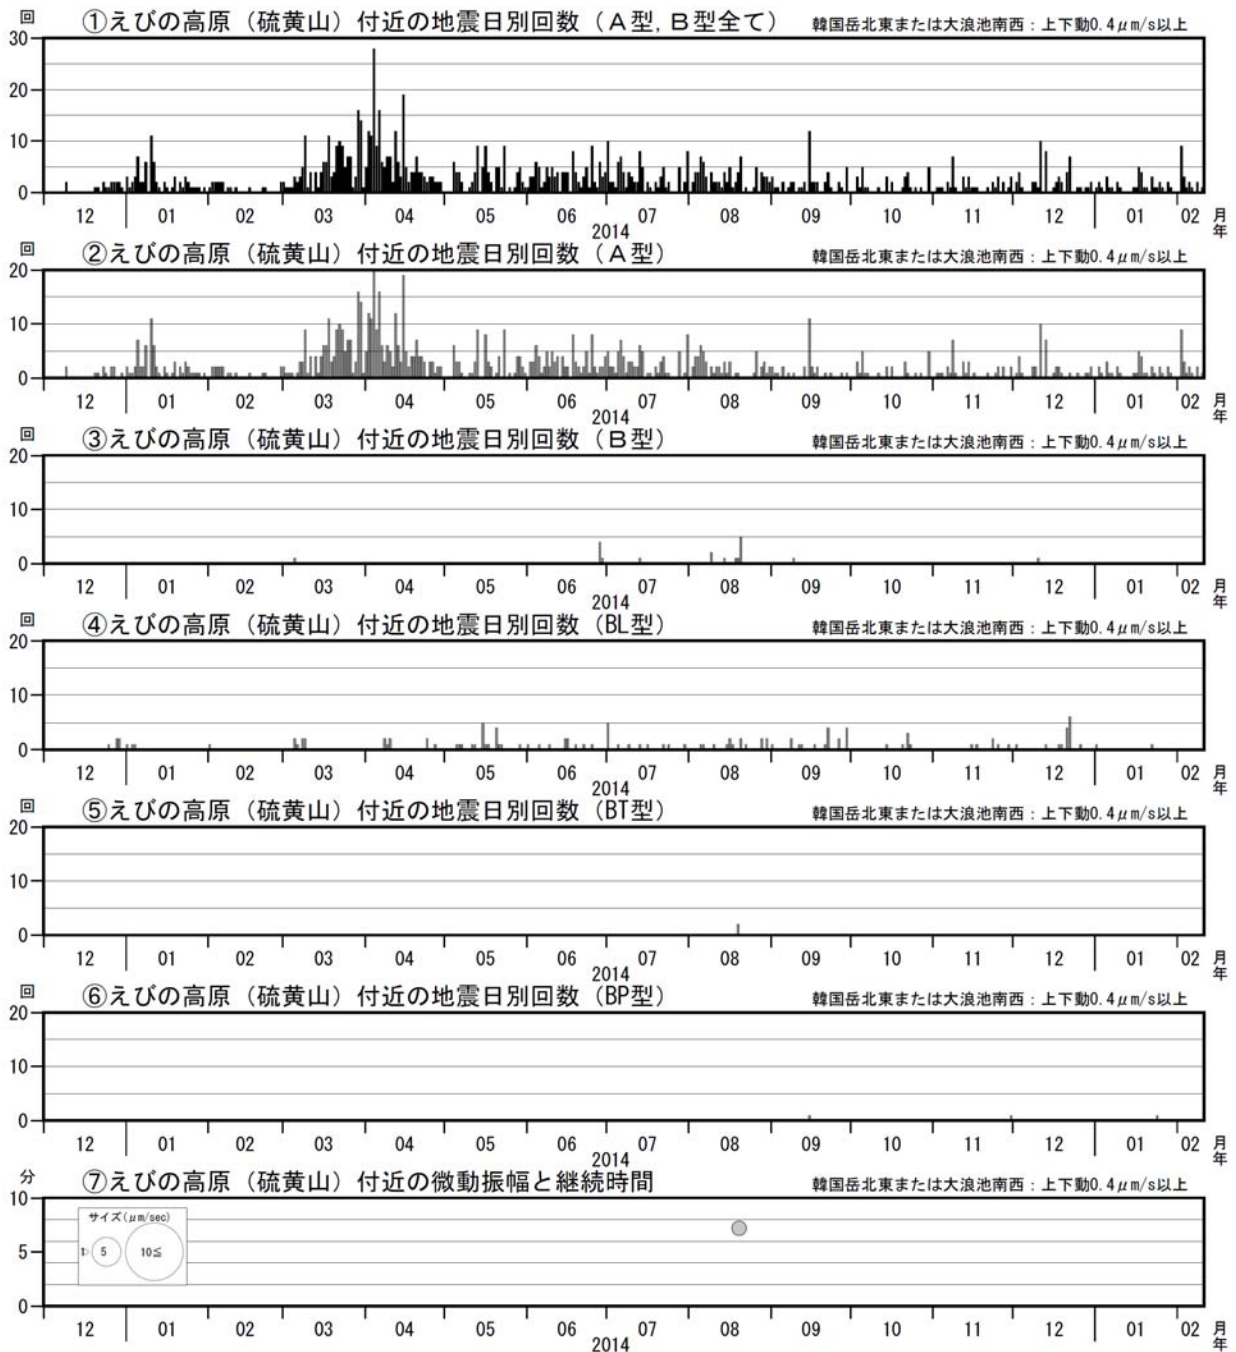 回 ①えびの高原（硫黄山）付近の地震日別回数（Ａ型，Ｂ型全て） 韓国岳北東または大浪池南西：上下動0.4μm/s以上
30
20
10
0
12 01 02 03 04 05 06 07 08 09 10 11 12 01 02 月
2014 年
回 ②えびの高原（硫黄山）付近の地震日別回数（Ａ型） 韓国岳北東または大浪池南西：上下動0.4μm/s以上
20
10
0
12 01 02 03 04 05 06 07 08 09 10 11 12 01 02 月
2014 年
回 ③えびの高原（硫黄山）付近の地震日別回数（Ｂ型） 韓国岳北東または大浪池南西：上下動0.4μm/s以上
20
10
0
12 01 02 03 04 05 06 07 08 09 10 11 12 01 02 月
2014 年
回 ④えびの高原（硫黄山）付近の地震日別回数（BL型） 韓国岳北東または大浪池南西：上下動0.4μm/s以上
20
10
0
12 01 02 03 04 05 06 07 08 09 10 11 12 01 02 月
2014 年
回 ⑤えびの高原（硫黄山）付近の地震日別回数（BT型） 韓国岳北東または大浪池南西：上下動0.4μm/s以上
20
10
0
12 01 02 03 04 05 06 07 08 09 10 11 12 01 02 月
2014 年
回 ⑥えびの高原（硫黄山）付近の地震日別回数（BP型） 韓国岳北東または大浪池南西：上下動0.4μm/s以上
20
10
0
12 01 02 03 04 05 06 07 08 09 10 11 12 01 02 月
2014 年
分 ⑦えびの高原（硫黄山）付近の微動振幅と継続時間 韓国岳北東または大浪池南西：上下動0.4μm/s以上
10
サイズ(μm/sec)
5 5 10≦
0
12 01 02 03 04 05 06 07 08 09 10 11 12 01 02 月
2014 年